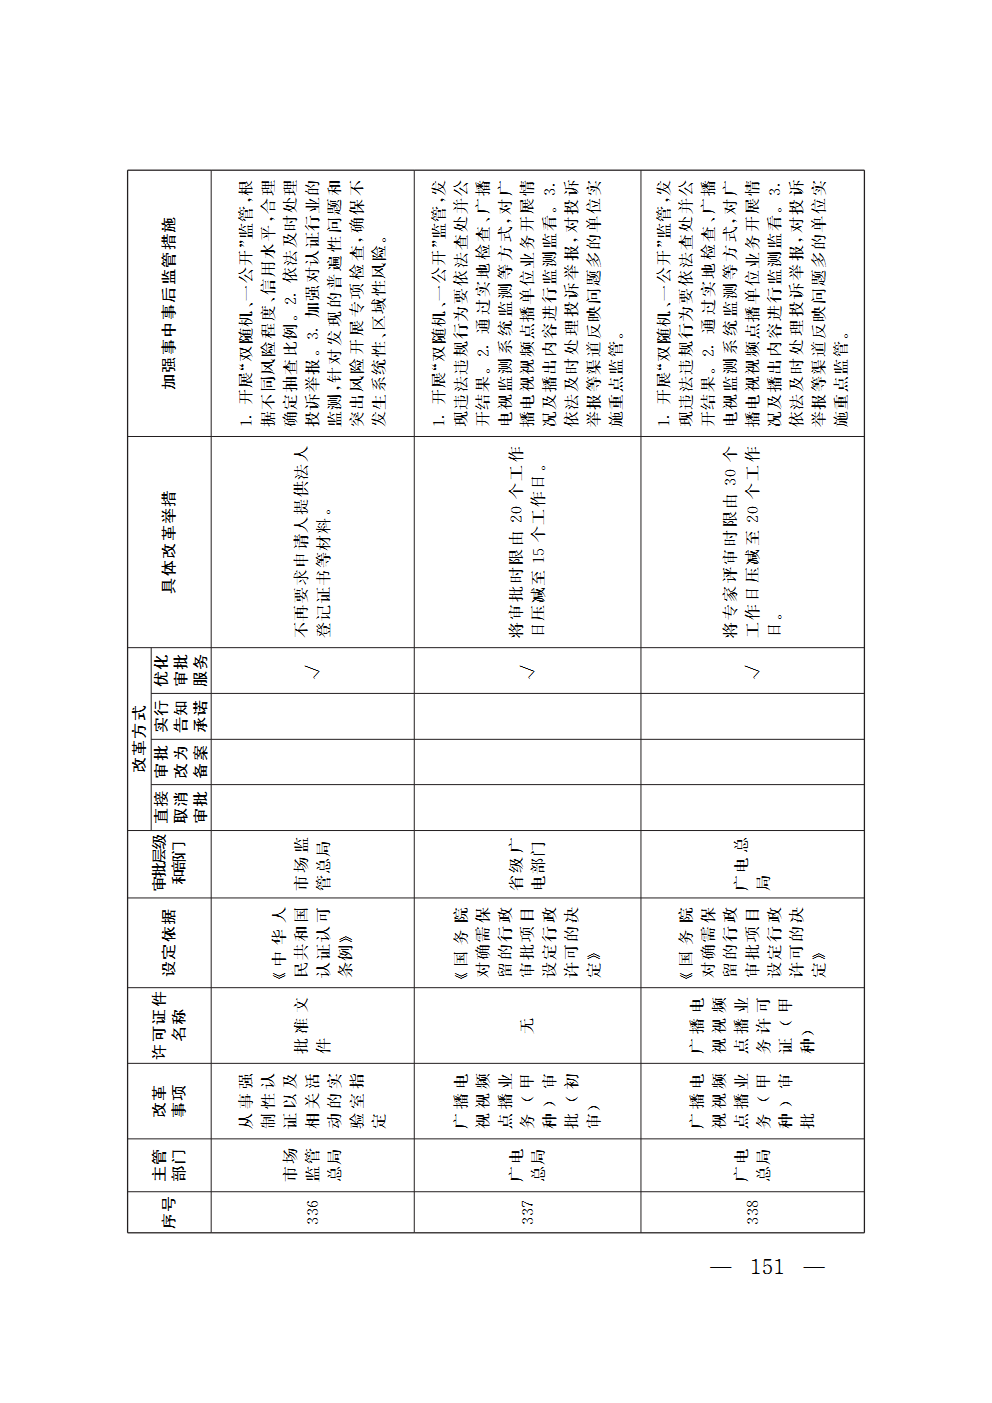 序号
主管
部门
改革
事项
许可证件
名称
设定依据
审批层级
和部门
改革方式
直接
取消
审批
审批
改为
备案
实行
告知
承诺
优化
审批
服务
具体改革举措
加强事中事后监管措施
336
市场
监管
总局
从事强
制性认
证以及
相关活
动的实
验室指
定
批准文
件
《中华人
民共和国
认证认可
条例》
市场监
管总局
√
不再要求申请人提供法人
登记证书等材料。
1. 开展“双随机、一公开”监管,根
据不同风险程度、信用水平,合理
确定抽查比例。2. 依法及时处理
投诉举报。3. 加强对认证行业的
监测,针对发现的普遍性问题和
突出风险开展专项检查,确保不
发生系统性、区域性风险。
337
广电
总局
广播电
视视频
点播业
务（甲
种）审
批（初
审）
无
《国务院
对确需保
留的行政
审批项目
设定行政
许可的决
定》
省级广
电部门
√
将审批时限由 20 个工作
日压减至 15 个工作日。
1. 开展“双随机、一公开”监管,发
现违法违规行为要依法查处并公
开结果。2. 通过实地检查、广播
电视监测系统监测等方式,对广
播电视视频点播单位业务开展情
况及播出内容进行监测监看。3.
依法及时处理投诉举报,对投诉
举报等渠道反映问题多的单位实
施重点监管。
338
广电
总局
广播电
视视频
点播业
务（甲
种）审
批
广播电
视视频
点播业
务许可
证（甲
种）
《国务院
对确需保
留的行政
审批项目
设定行政
许可的决
定》
广电总
局
√
将专家评审时限由 30 个
工作日压减至 20 个工作
日。
1. 开展“双随机、一公开”监管,发
现违法违规行为要依法查处并公
开结果。2. 通过实地检查、广播
电视监测系统监测等方式,对广
播电视视频点播单位业务开展情
况及播出内容进行监测监看。3.
依法及时处理投诉举报,对投诉
举报等渠道反映问题多的单位实
施重点监管。
— 151 —